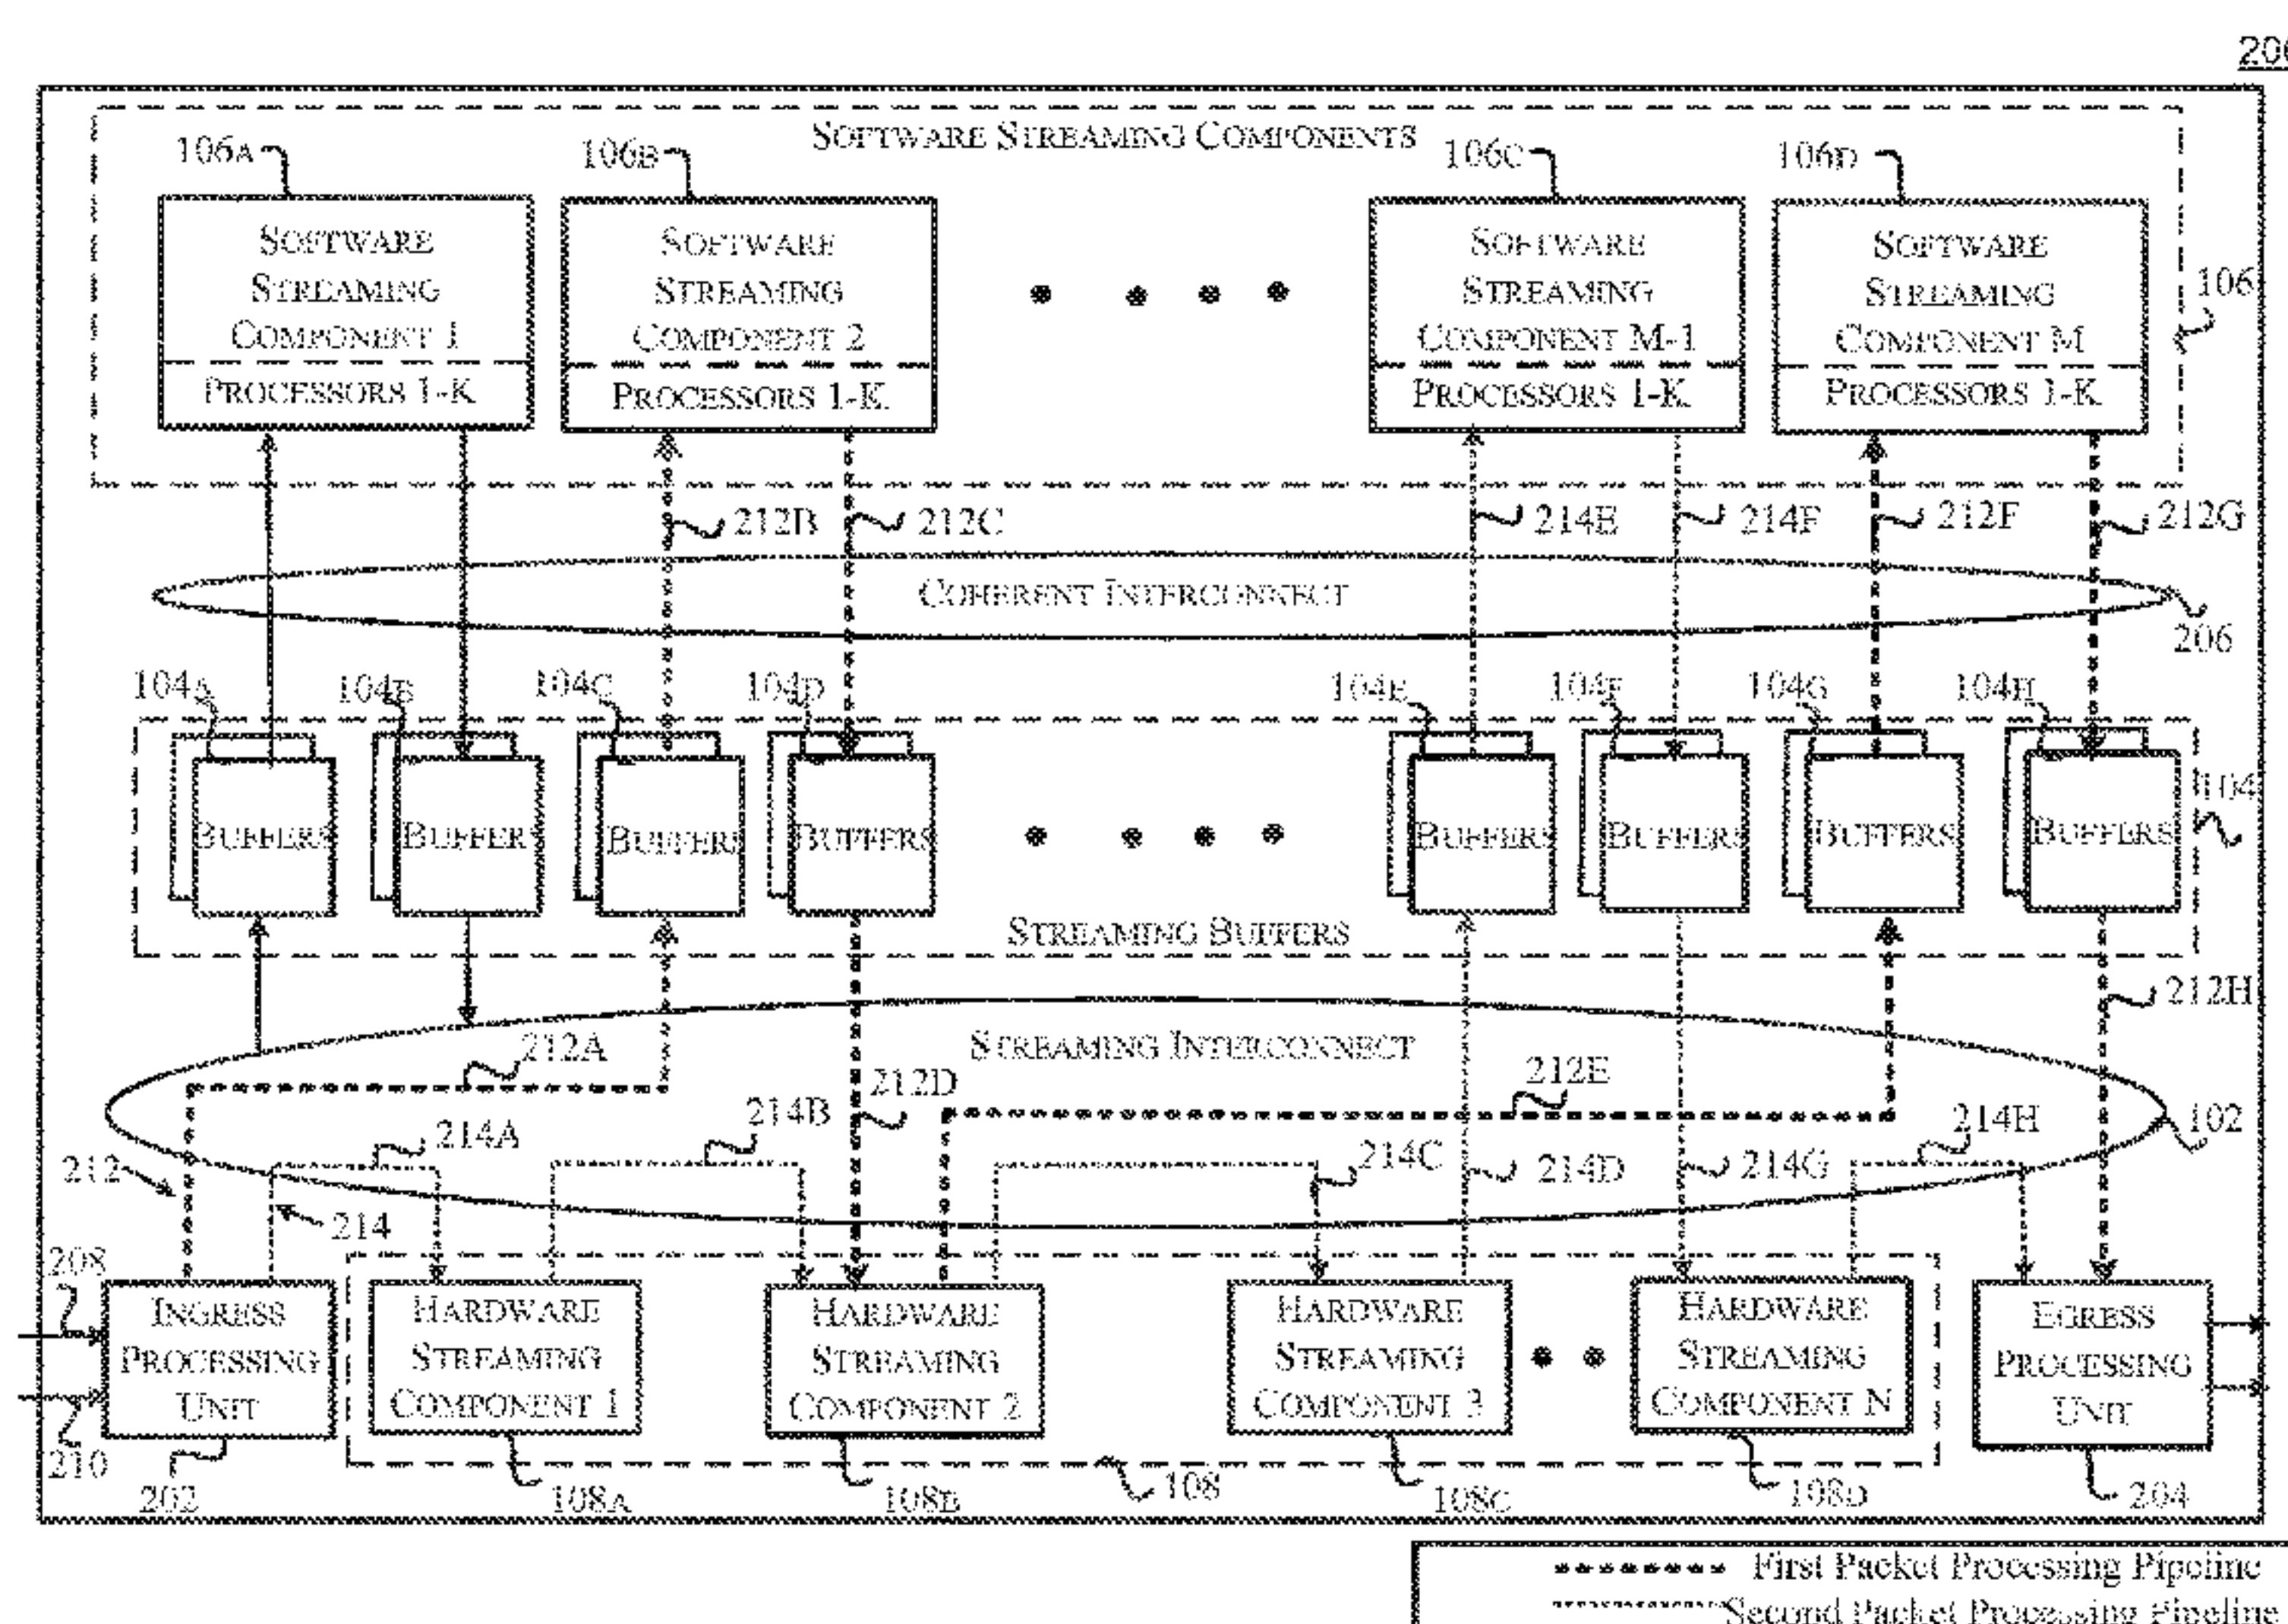 200
SOFTWARE STREAMING COMPONENTS
106A 106B 106C 106D
SOFTWARE STREAMING COMPONENT 1
PROCESSORS 1-K
SOFTWARE STREAMING COMPONENT 2
PROCESSORS 1-K
SOFTWARE STREAMING COMPONENT M-1
PROCESSORS 1-K
SOFTWARE STREAMING COMPONENT M
PROCESSORS 1-K
106
212B 212C 214E 214F 212F 212G
COHERENT INTERCONNECT
206
104A 104B 104C 104D 104E 104F 104G 104H
BUFFERS BUFFERS BUFFERS BUFFERS BUFFERS BUFFERS BUFFERS BUFFERS
104
STREAMING BUFFERS
212H
STREAMING INTERCONNECT
212A 212D 212E
214A 214B 214C 214D 214G 214H
102
212
214
208
210
INGRESS PROCESSING UNIT
HARDWARE STREAMING COMPONENT 1
HARDWARE STREAMING COMPONENT 2
HARDWARE STREAMING COMPONENT 3
HARDWARE STREAMING COMPONENT N
EGRESS PROCESSING UNIT
202 108A 108B 108 108C 108D 204
First Packet Processing Pipeline
Second Packet Processing Pipeline